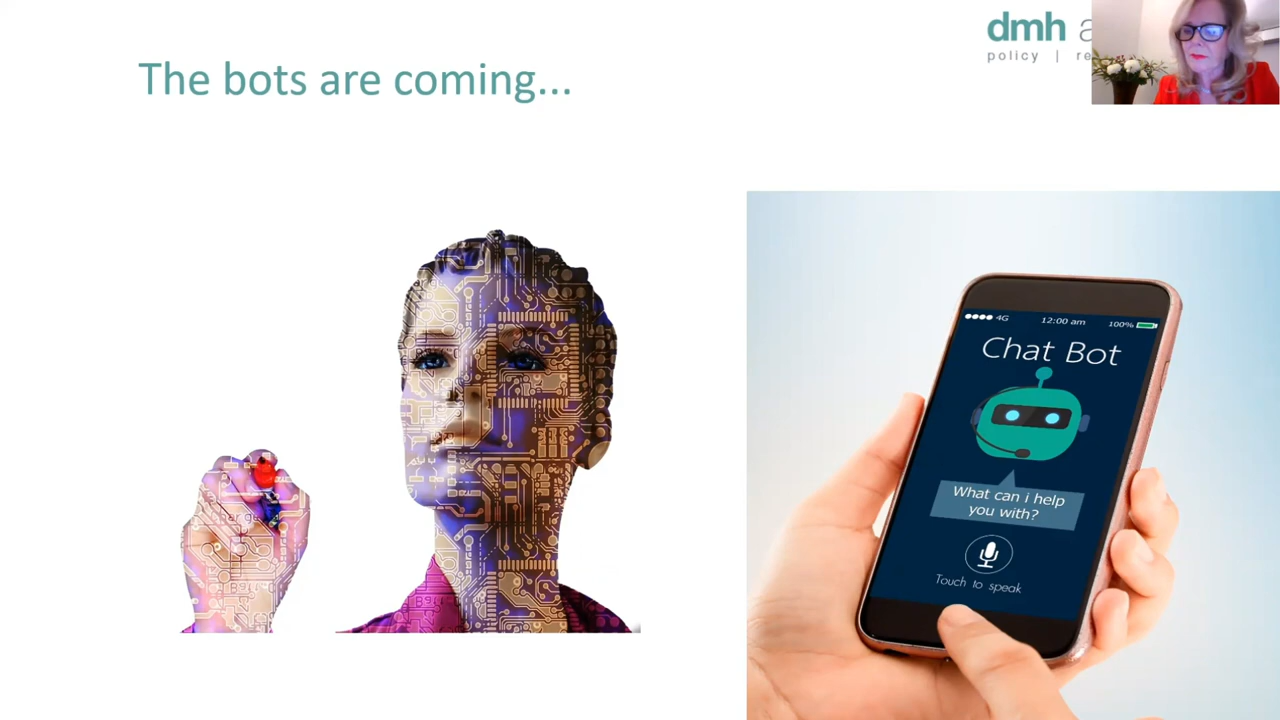 The bots are coming...
dmh a
policy | re
4G 12:00 am 100%
Chat Bot
What can i help
you with?
Touch to speak